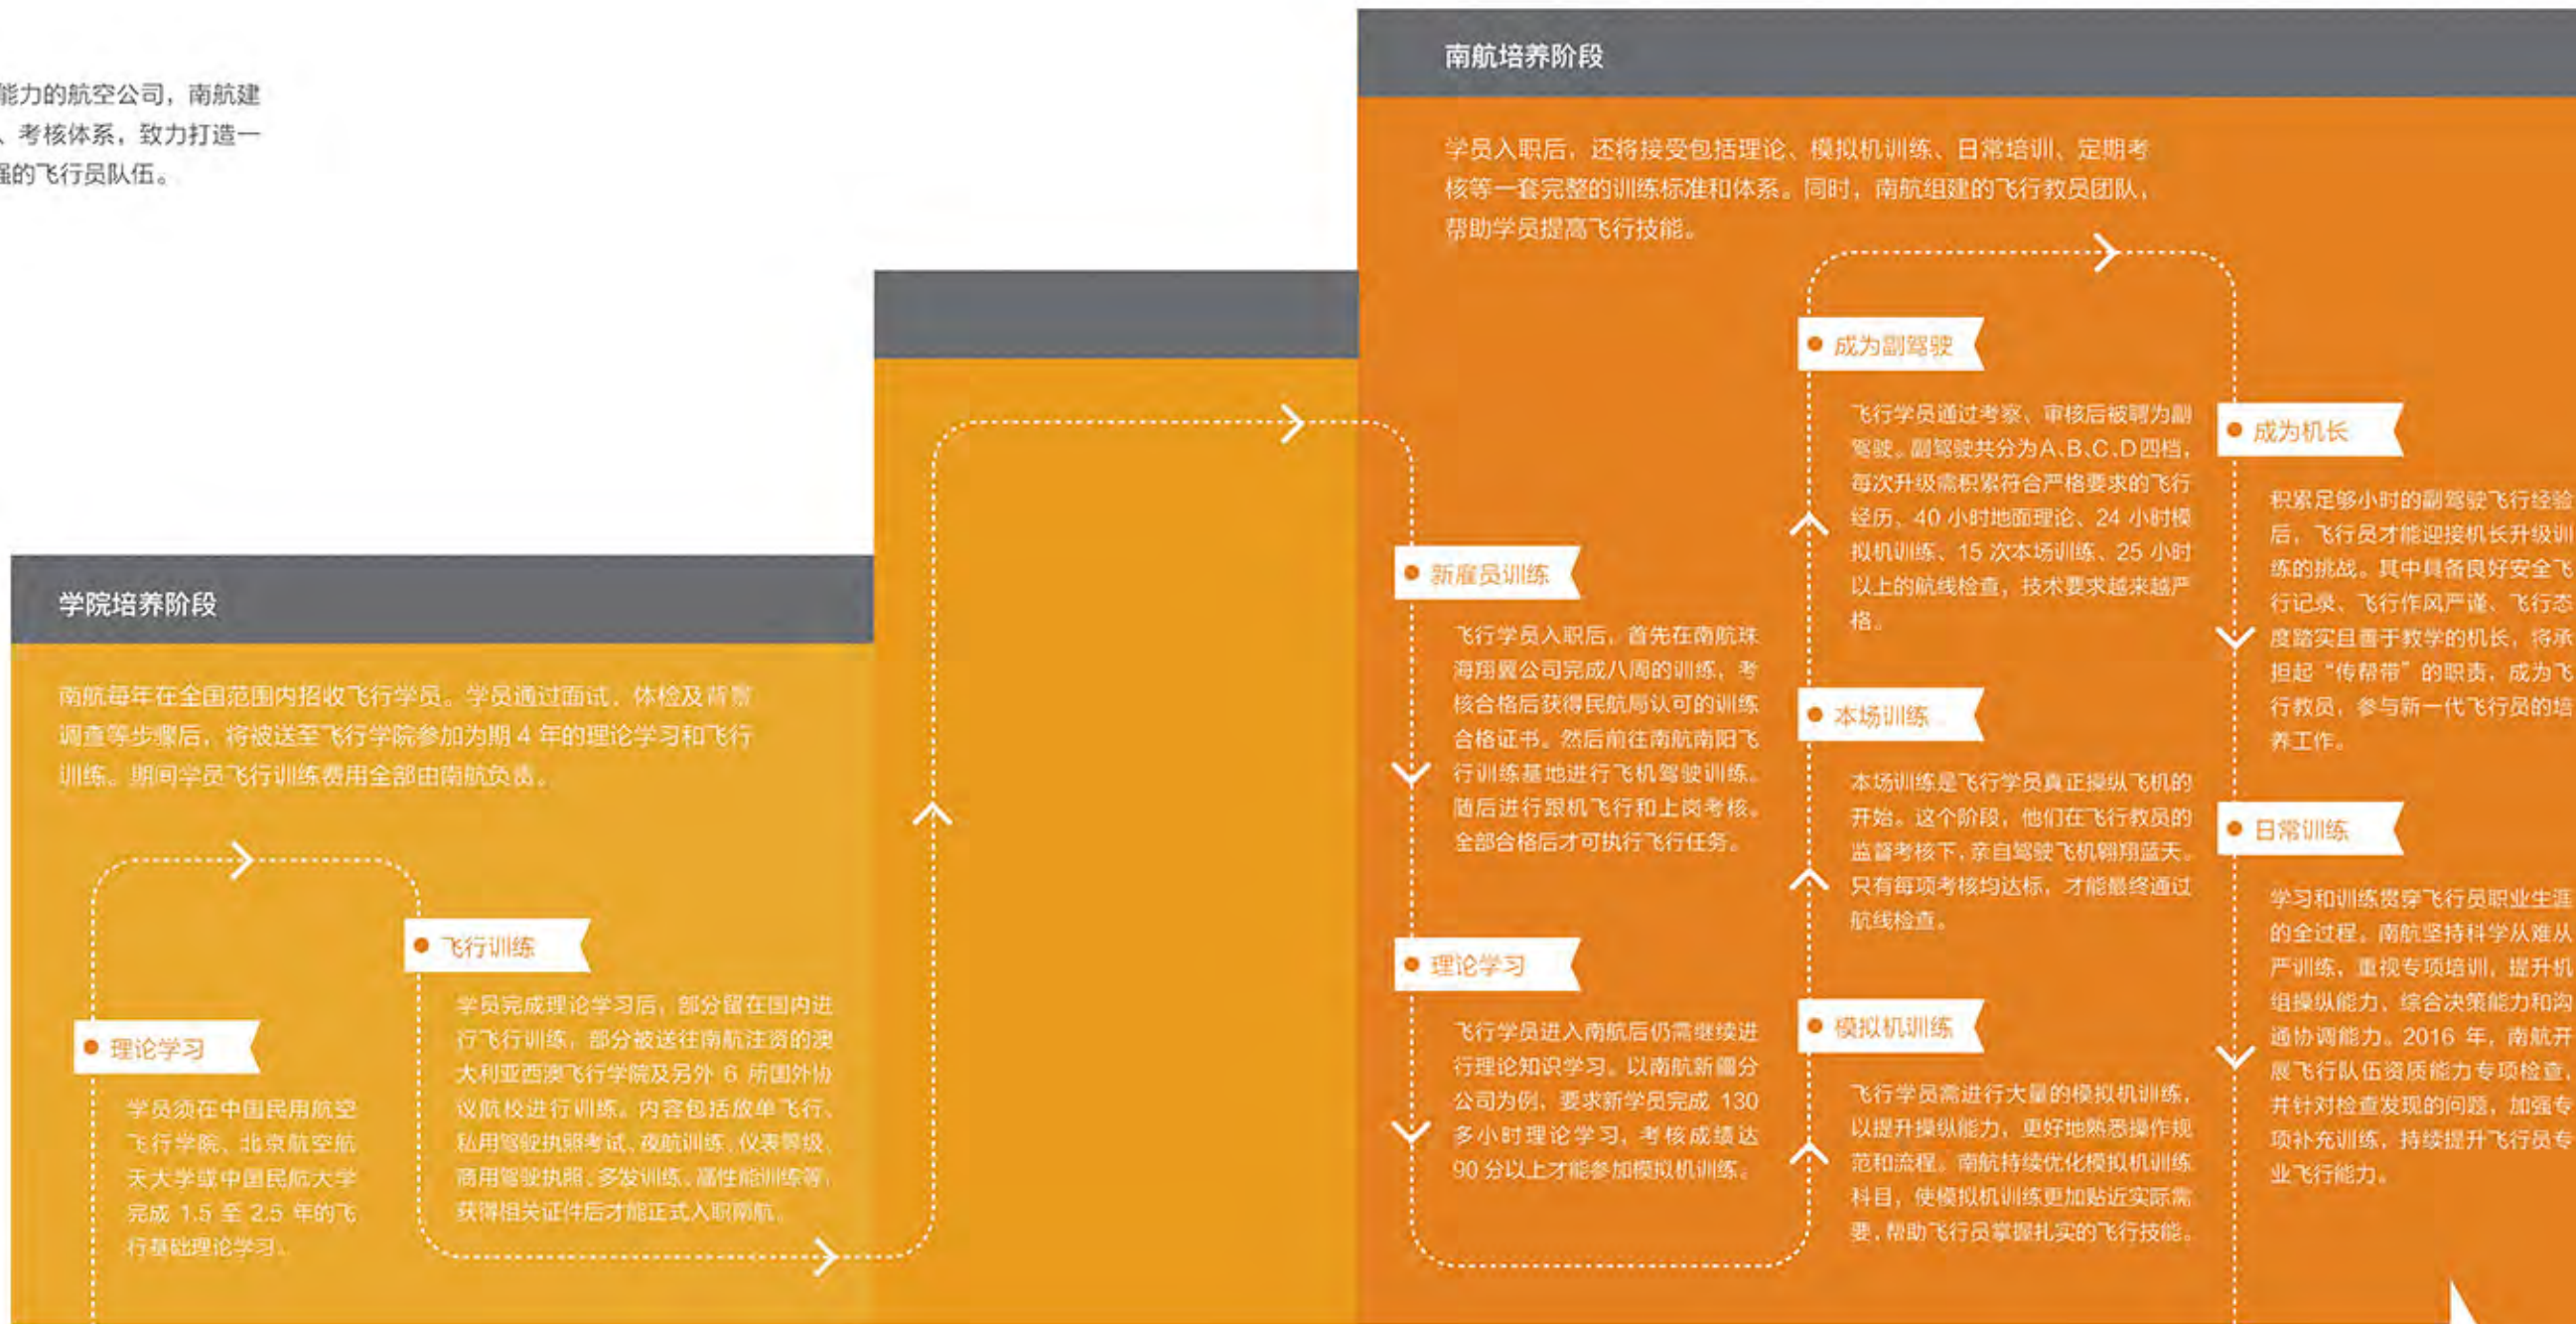 能力的航空公司，南航建
、考核体系，致力打造一
强的飞行员队伍。
学院培养阶段
南航每年在全国范围内招收飞行学员。学员通过面试、体检及背景
调查等步骤后，将被送至飞行学院参加为期 4 年的理论学习和飞行
训练。期间学员飞行训练费用全部由南航负责。
理论学习
学员须在中国民用航空
飞行学院、北京航空航
天大学或中国民航大学
完成 1.5 至 2.5 年的飞
行基础理论学习。
飞行训练
学员完成理论学习后，部分留在国内进
行飞行训练，部分被送往南航注资的澳
大利亚西澳飞行学院及另外 6 所国外协
议航校进行训练。内容包括放单飞行、
私用驾驶执照考试、夜航训练、仪表等级、
商用驾驶执照、多发训练、高性能训练等，
获得相关证件后才能正式入职南航。
南航培养阶段
学员入职后，还将接受包括理论、模拟机训练、日常培训、定期考
核等一套完整的训练标准和体系。同时，南航组建的飞行教员团队，
帮助学员提高飞行技能。
新雇员训练
飞行学员入职后，首先在南航珠
海翔翼公司完成八周的训练，考
核合格后获得民航局认可的训练
合格证书。然后前往南航南阳飞
行训练基地进行飞机驾驶训练。
随后进行跟机飞行和上岗考核。
全部合格后才可执行飞行任务。
理论学习
飞行学员进入南航后仍需继续进
行理论知识学习。以南航新疆分
公司为例，要求新学员完成 130
多小时理论学习，考核成绩达
90 分以上才能参加模拟机训练。
成为副驾驶
飞行学员通过考察、审核后被聘为副
驾驶。副驾驶共分为A、B、C、D四档，
每次升级需积累符合严格要求的飞行
经历、40 小时地面理论、24 小时模
拟机训练、15 次本场训练、25 小时
以上的航线检查，技术要求越来越严
格。
本场训练
本场训练是飞行学员真正操纵飞机的
开始。这个阶段，他们在飞行教员的
监督考核下，亲自驾驶飞机翱翔蓝天。
只有每项考核均达标，才能最终通过
航线检查。
模拟机训练
飞行学员需进行大量的模拟机训练，
以提升操纵能力，更好地熟悉操作规
范和流程。南航持续优化模拟机训练
科目，使模拟机训练更加贴近实际需
要，帮助飞行员掌握扎实的飞行技能。
成为机长
积累足够小时的副驾驶飞行经验
后，飞行员才能迎接机长升级训
练的挑战。其中具备良好安全飞
行记录、飞行作风严谨、飞行态
度踏实且善于教学的机长，将承
担起“传帮带”的职责，成为飞
行教员，参与新一代飞行员的培
养工作。
日常训练
学习和训练贯穿飞行员职业生涯
的全过程。南航坚持科学从难从
严训练，重视专项培训，提升机
组操纵能力、综合决策能力和沟
通协调能力。2016 年，南航开
展飞行队伍资质能力专项检查，
并针对检查发现的问题，加强专
项补充训练，持续提升飞行员专
业飞行能力。